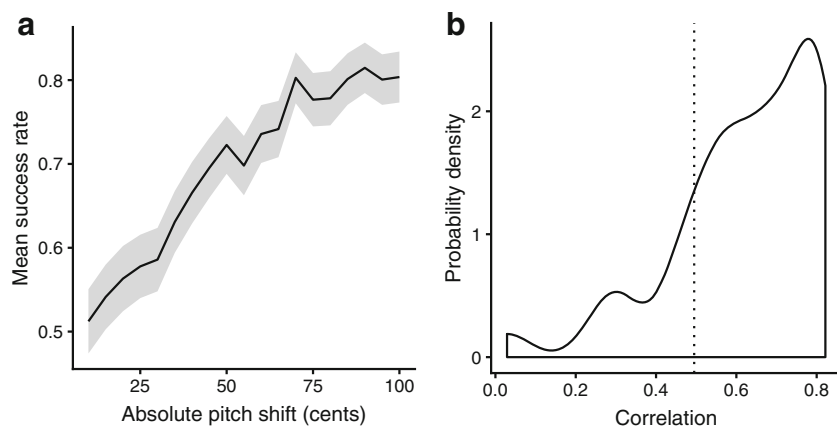 a
Mean success rate
0.8
0.7
0.6
0.5
25 50 75 100
Absolute pitch shift (cents)
b
Probability density
2
1
0
0.0 0.2 0.4 0.6 0.8
Correlation